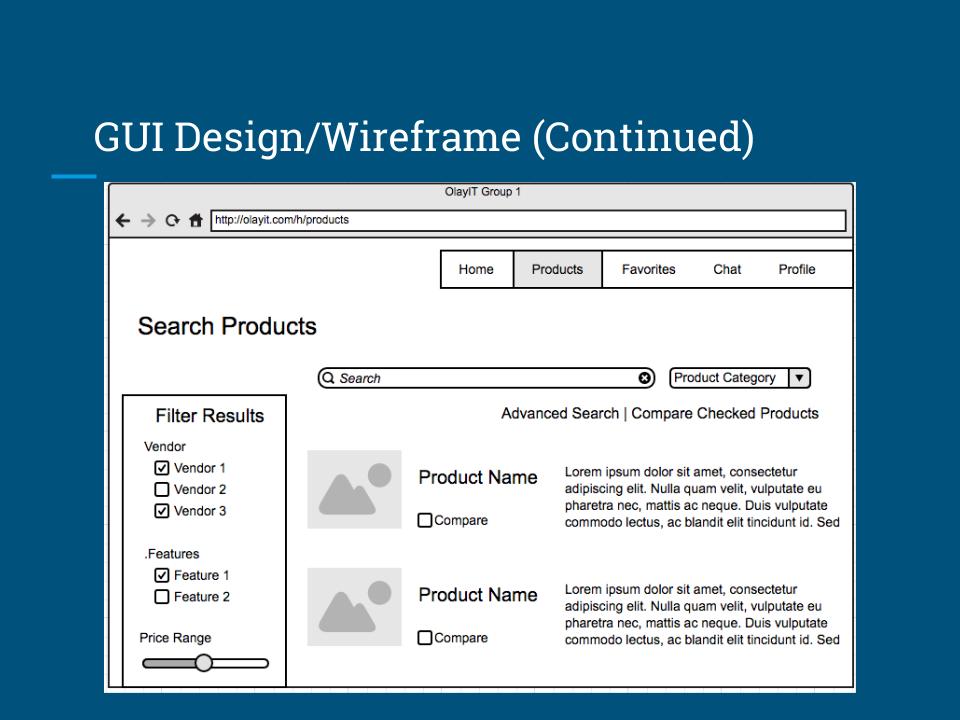 GUI Design/Wireframe (Continued)
OlayIT Group 1
http://olayit.com/h/products
Home Products Favorites Chat Profile
Search Products
Search
Product Category
Advanced Search | Compare Checked Products
Filter Results
Vendor
Vendor 1
Vendor 2
Vendor 3
.Features
Feature 1
Feature 2
Price Range
Product Name
Compare
Lorem ipsum dolor sit amet, consectetur
adipiscing elit. Nulla quam velit, vulputate eu
pharetra nec, mattis ac neque. Duis vulputate
commodo lectus, ac blandit elit tincidunt id. Sed
Product Name
Compare
Lorem ipsum dolor sit amet, consectetur
adipiscing elit. Nulla quam velit, vulputate eu
pharetra nec, mattis ac neque. Duis vulputate
commodo lectus, ac blandit elit tincidunt id. Sed